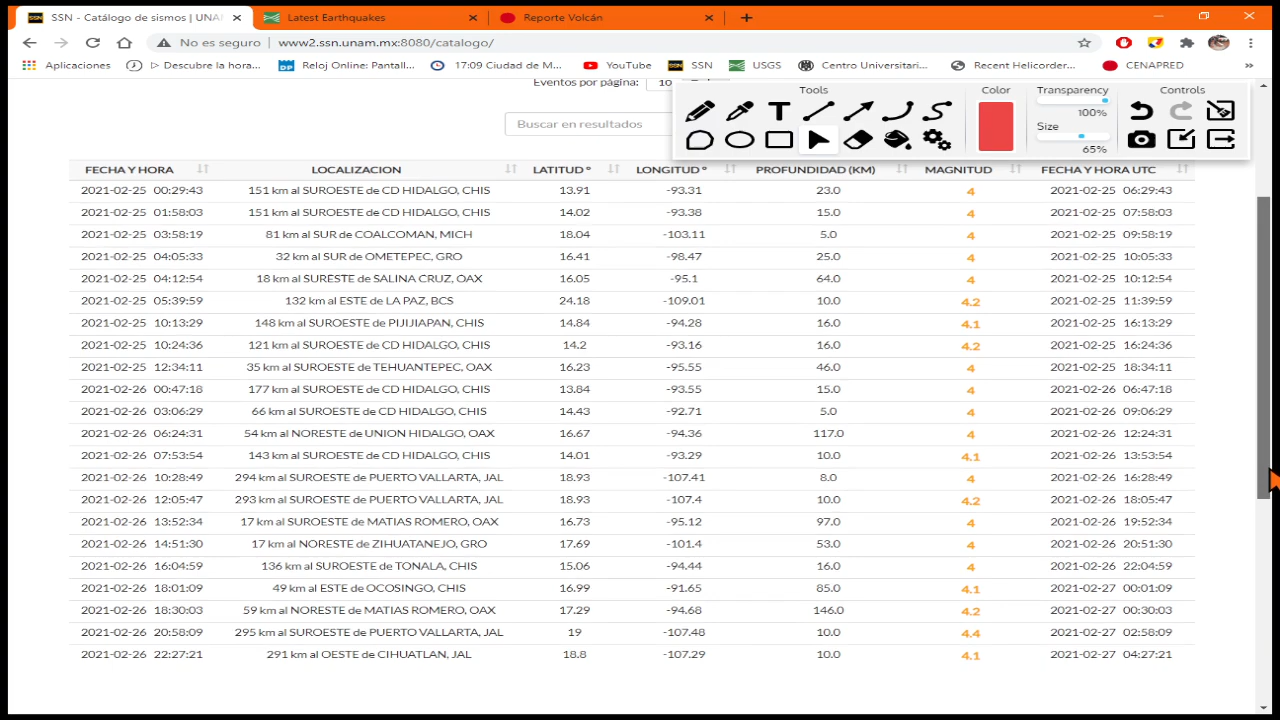 SSN - Catálogo de sismos | UNAM
Latest Earthquakes
Reporte Volcán
No es seguro
www2.ssn.unam.mx:8080/catalogo/
Aplicaciones
Descubre la hora...
Reloj Online: Pantall...
17:09 Ciudad de M...
YouTube
SSN
USGS
Centro Universitari...
Recent Helicorder...
CENAPRED
»
Eventos por página: 10
Buscar en resultados
Tools
Color
Transparency
100%
Size
65%
Controls
FECHA Y HORA LOCALIZACION LATITUD º LONGITUD º PROFUNDIDAD (KM) MAGNITUD FECHA Y HORA UTC
2021-02-25 00:29:43 151 km al SUROESTE de CD HIDALGO, CHIS 13.91 -93.31 23.0 4 2021-02-25 06:29:43
2021-02-25 01:58:03 151 km al SUROESTE de CD HIDALGO, CHIS 14.02 -93.38 15.0 4 2021-02-25 07:58:03
2021-02-25 03:58:19 81 km al SUR de COALCOMAN, MICH 18.04 -103.11 5.0 4 2021-02-25 09:58:19
2021-02-25 04:05:33 32 km al SUR de OMETEPEC, GRO 16.41 -98.47 25.0 4 2021-02-25 10:05:33
2021-02-25 04:12:54 18 km al SURESTE de SALINA CRUZ, OAX 16.05 -95.1 64.0 4 2021-02-25 10:12:54
2021-02-25 05:39:59 132 km al ESTE de LA PAZ, BCS 24.18 -109.01 10.0 4.2 2021-02-25 11:39:59
2021-02-25 10:13:29 148 km al SUROESTE de PIJIJIAPAN, CHIS 14.84 -94.28 16.0 4.1 2021-02-25 16:13:29
2021-02-25 10:24:36 121 km al SUROESTE de CD HIDALGO, CHIS 14.2 -93.16 16.0 4.2 2021-02-25 16:24:36
2021-02-25 12:34:11 35 km al SUROESTE de TEHUANTEPEC, OAX 16.23 -95.55 46.0 4 2021-02-25 18:34:11
2021-02-26 00:47:18 177 km al SUROESTE de CD HIDALGO, CHIS 13.84 -93.55 15.0 4 2021-02-26 06:47:18
2021-02-26 03:06:29 66 km al SUROESTE de CD HIDALGO, CHIS 14.43 -92.71 5.0 4 2021-02-26 09:06:29
2021-02-26 06:24:31 54 km al NORESTE de UNION HIDALGO, OAX 16.67 -94.36 117.0 4 2021-02-26 12:24:31
2021-02-26 07:53:54 143 km al SUROESTE de CD HIDALGO, CHIS 14.01 -93.29 10.0 4.1 2021-02-26 13:53:54
2021-02-26 10:28:49 294 km al SUROESTE de PUERTO VALLARTA, JAL 18.93 -107.41 8.0 4 2021-02-26 16:28:49
2021-02-26 12:05:47 293 km al SUROESTE de PUERTO VALLARTA, JAL 18.93 -107.4 10.0 4.2 2021-02-26 18:05:47
2021-02-26 13:52:34 17 km al SUROESTE de MATIAS ROMERO, OAX 16.73 -95.12 97.0 4 2021-02-26 19:52:34
2021-02-26 14:51:30 17 km al NORESTE de ZIHUATANEJO, GRO 17.69 -101.4 53.0 4 2021-02-26 20:51:30
2021-02-26 16:04:59 136 km al SUROESTE de TONALA, CHIS 15.06 -94.44 16.0 4 2021-02-26 22:04:59
2021-02-26 18:01:09 49 km al ESTE de OCOSINGO, CHIS 16.99 -91.65 85.0 4.1 2021-02-27 00:01:09
2021-02-26 18:30:03 59 km al NORESTE de MATIAS ROMERO, OAX 17.29 -94.68 146.0 4.2 2021-02-27 00:30:03
2021-02-26 20:58:09 295 km al SUROESTE de PUERTO VALLARTA, JAL 19 -107.48 10.0 4.4 2021-02-27 02:58:09
2021-02-26 22:27:21 291 km al OESTE de CIHUATLAN, JAL 18.8 -107.29 10.0 4.1 2021-02-27 04:27:21